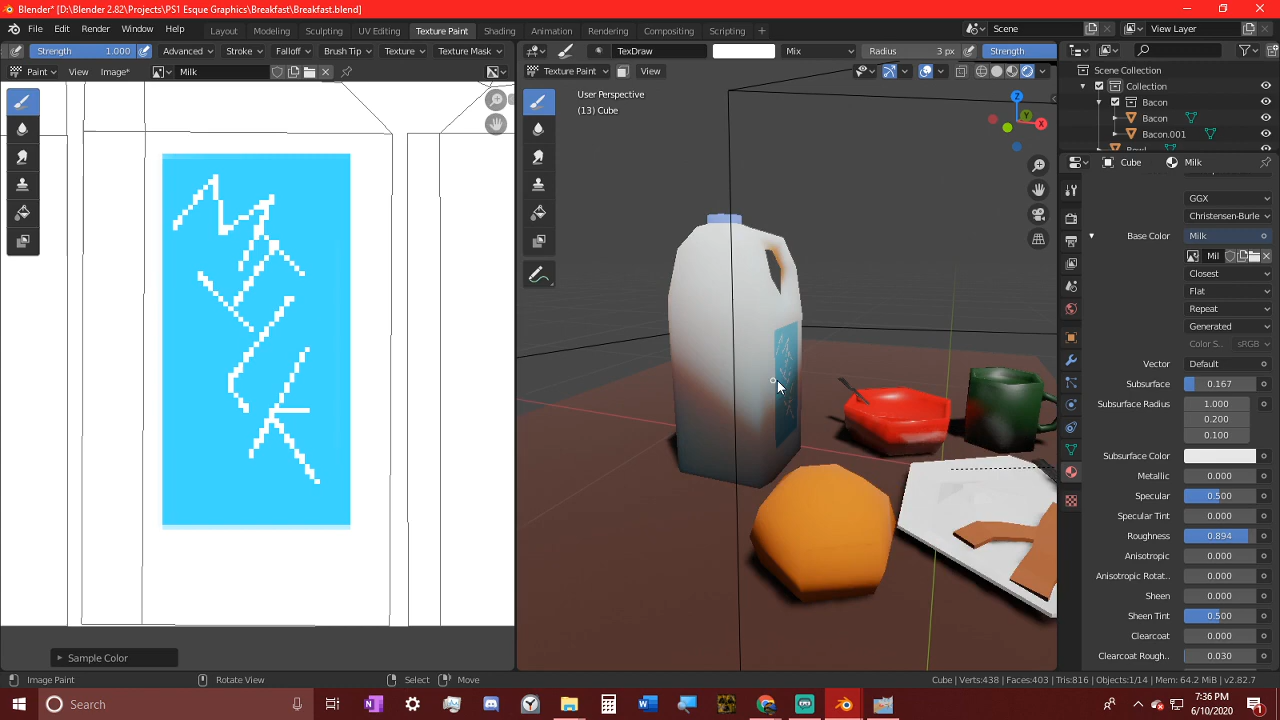 Blender* [D:\Blender 2.82\Projects\PS1 Esque Graphics\Breakfast\Breakfast.blend]
File Edit Render Window Help Layout Modeling Sculpting UV Editing Texture Paint Shading Animation Rendering Compositing Scripting + Scene View Layer
Strength 1.000 Advanced Stroke Falloff Brush Tip Texture Texture Mask TexDraw Mix Radius 3 px Strength
Paint View Image* Milk Texture Paint View
User Perspective
(13) Cube
Z
Y
X
MILK
Sample Color
Scene Collection
Collection
Bacon
Bacon
Bacon.001
Bowl
Cube Milk
GGX
Christensen-Burle
Base Color Milk
Mil
Closest
Flat
Repeat
Generated
Color S.. sRGB
Vector Default
Subsurface 0.167
Subsurface Radius 1.000
0.200
0.100
Subsurface Color
Metallic 0.000
Specular 0.500
Specular Tint 0.000
Roughness 0.894
Anisotropic 0.000
Anisotropic Rotat.. 0.000
Sheen 0.000
Sheen Tint 0.500
Clearcoat 0.000
Clearcoat Rough.. 0.030
Image Paint Rotate View Select Move Cube | Verts:438 | Faces:403 | Tris:816 | Objects:1/14 | Mem: 64.2 MiB | v2.82.7
Search
7:36 PM
6/10/2020